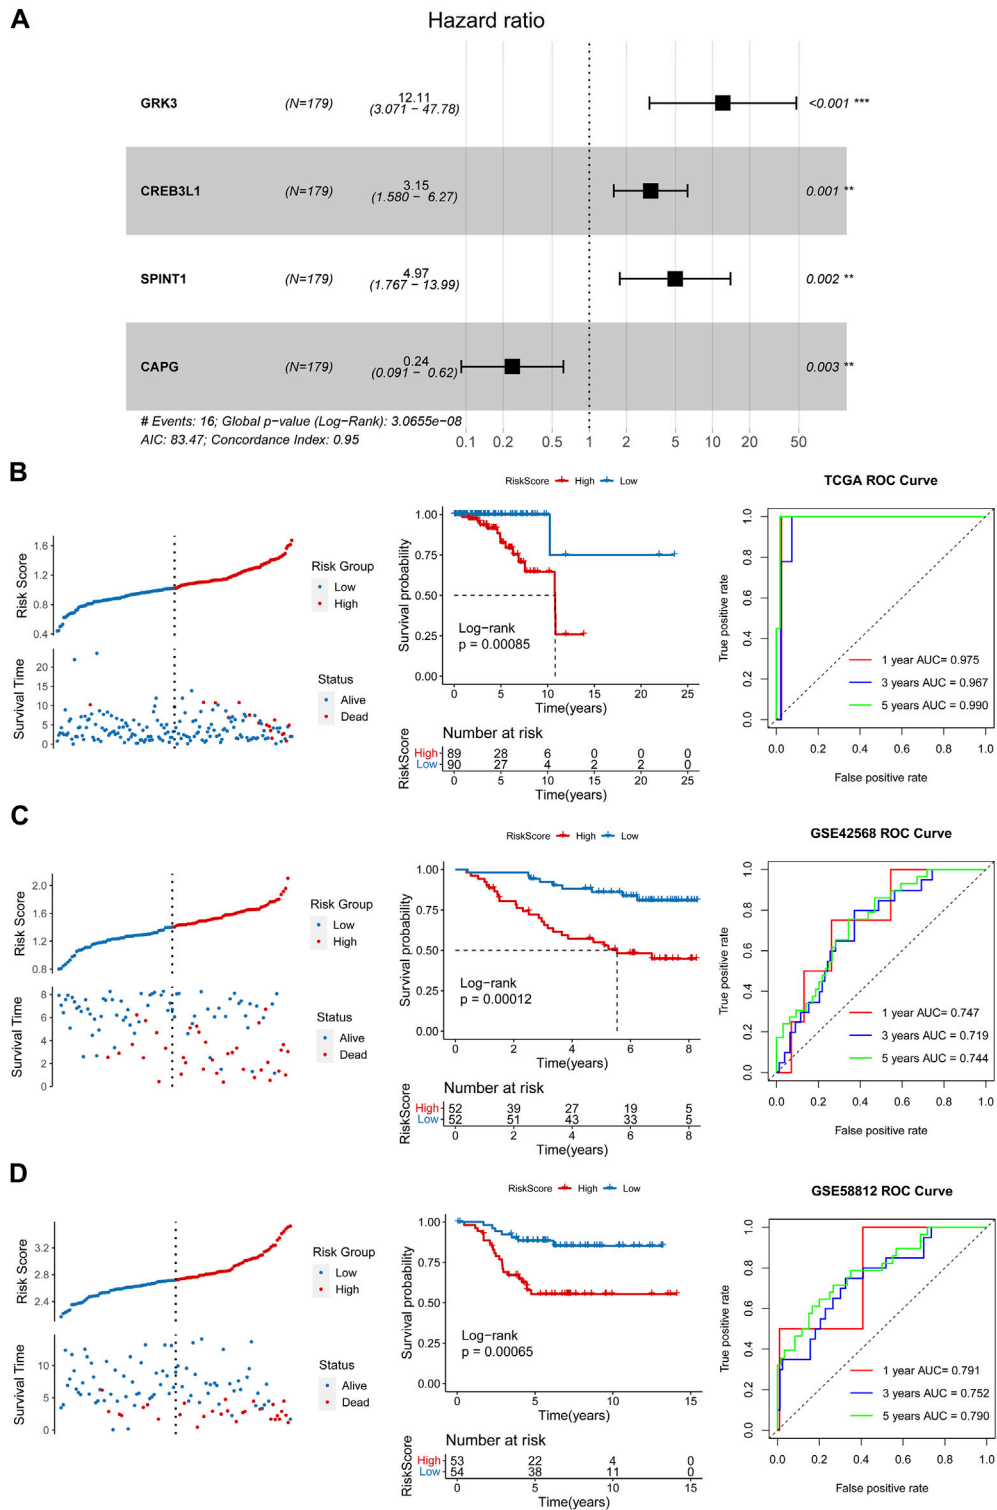 A
Hazard ratio
GRK3 (N=179) 12.11 (3.071 − 47.78) <0.001 ***
CREB3L1 (N=179) 3.15 (1.580 − 6.27) 0.001 **
SPINT1 (N=179) 4.97 (1.767 − 13.99) 0.002 **
CAPG (N=179) 0.24 (0.091 − 0.62) 0.003 **
# Events: 16; Global p−value (Log−Rank): 3.0655e−08
AIC: 83.47; Concordance Index: 0.95
0.1 0.2 0.5 1 2 5 10 20 50
B
Risk Score
1.6
1.2
0.8
0.4
Risk Group
Low
High
Survival Time
20
15
10
5
0
Status
Alive
Dead
RiskScore High Low
Survival probability
1.00
0.75
0.50
0.25
0.00
Log−rank
p = 0.00085
0 5 10 15 20 25
Time(years)
Number at risk
RiskScore
High 89 28 6 0 0 0
Low 90 27 4 2 2 0
0 5 10 15 20 25
Time(years)
TCGA ROC Curve
True positive rate
1.0
0.8
0.6
0.4
0.2
0.0
1 year AUC= 0.975
3 years AUC = 0.967
5 years AUC = 0.990
0.0 0.2 0.4 0.6 0.8 1.0
False positive rate
C
Risk Score
2.0
1.6
1.2
0.8
Risk Group
Low
High
Survival Time
8
6
4
2
0
Status
Alive
Dead
RiskScore High Low
Survival probability
1.00
0.75
0.50
0.25
0.00
Log−rank
p = 0.00012
0 2 4 6 8
Time(years)
Number at risk
RiskScore
High 52 39 27 19 5
Low 52 51 43 33 5
0 2 4 6 8
Time(years)
GSE42568 ROC Curve
True positive rate
1.0
0.8
0.6
0.4
0.2
0.0
1 year AUC = 0.747
3 years AUC = 0.719
5 years AUC = 0.744
0.0 0.2 0.4 0.6 0.8 1.0
False positive rate
D
Risk Score
3.2
2.8
2.4
Risk Group
Low
High
Survival Time
10
5
0
Status
Alive
Dead
RiskScore High Low
Survival probability
1.00
0.75
0.50
0.25
0.00
Log−rank
p = 0.00065
0 5 10 15
Time(years)
Number at risk
RiskScore
High 53 22 4 0
Low 54 38 11 0
0 5 10 15
Time(years)
GSE58812 ROC Curve
True positive rate
1.0
0.8
0.6
0.4
0.2
0.0
1 year AUC= 0.791
3 years AUC = 0.752
5 years AUC = 0.790
0.0 0.2 0.4 0.6 0.8 1.0
False positive rate